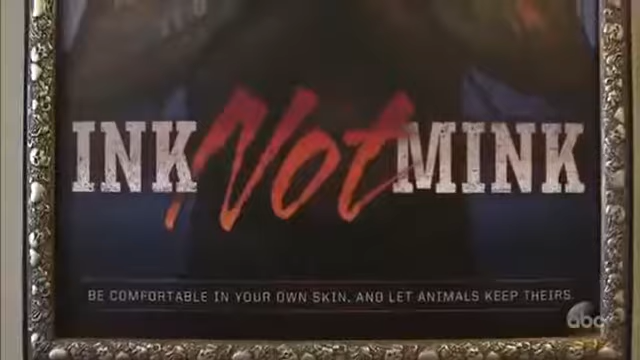 INK Not MINK
BE COMFORTABLE IN YOUR OWN SKIN, AND LET ANIMALS KEEP THEIRS.
abc